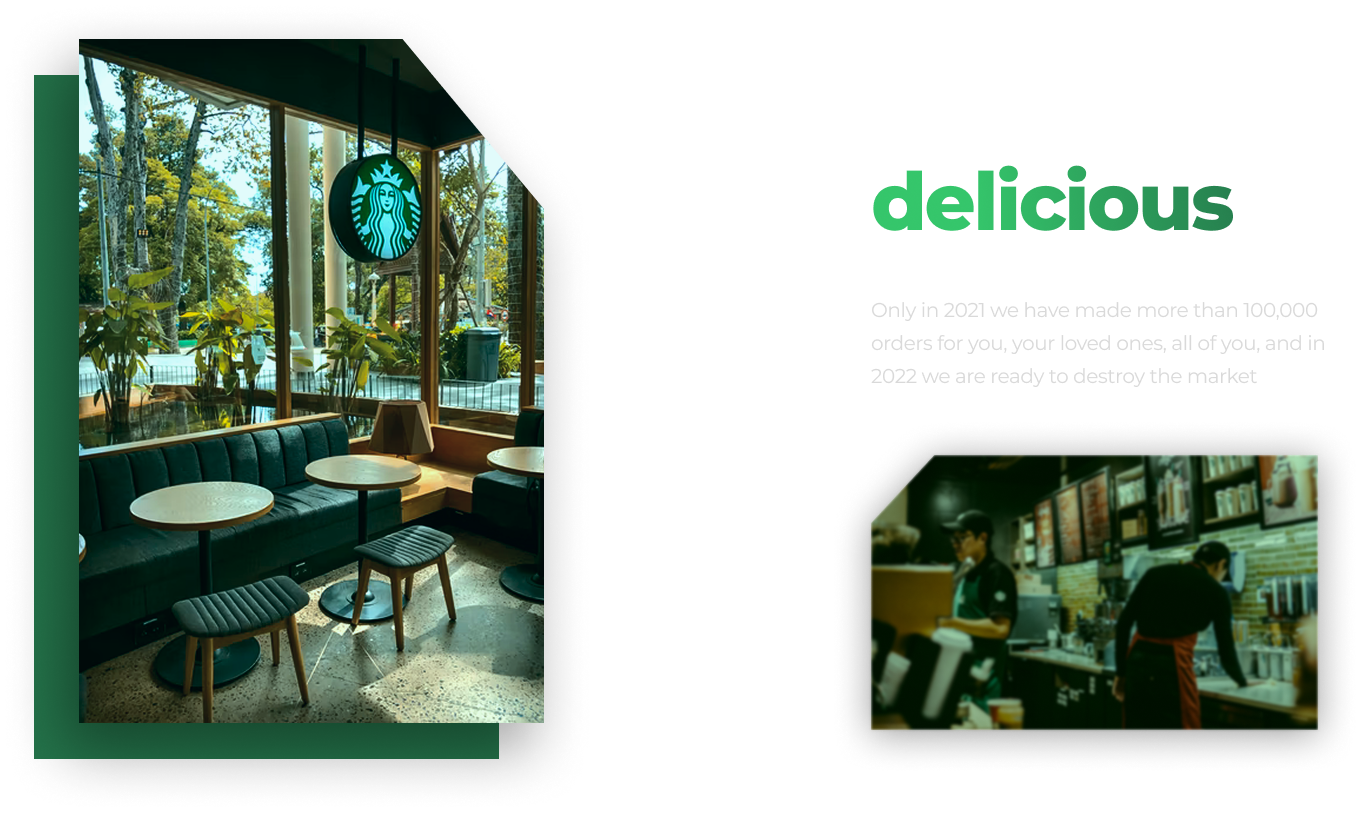 delicious
Only in 2021 we have made more than 100,000
orders for you, your loved ones, all of you, and in
2022 we are ready to destroy the market